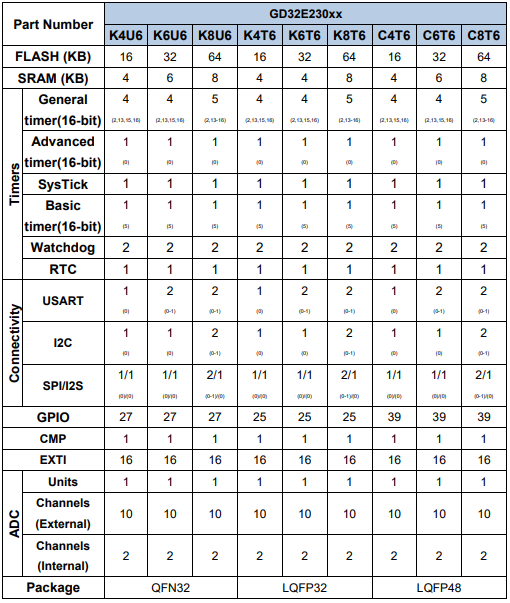 Part Number GD32E230xx
K4U6 K6U6 K8U6 K4T6 K6T6 K8T6 C4T6 C6T6 C8T6
FLASH (KB) 16 32 64 16 32 64 16 32 64
SRAM (KB) 4 6 8 4 4 8 4 6 8
Timers
General 4 4 5 4 4 5 4 4 5
timer(16-bit) (2,13,15,16) (2,13,15,16) (2,13-16) (2,13,15,16) (2,13,15,16) (2,13-16) (2,13,15,16) (2,13,15,16) (2,13-16)
Advanced 1 1 1 1 1 1 1 1 1
timer(16-bit) (0) (0) (0) (0) (0) (0) (0) (0) (0)
SysTick 1 1 1 1 1 1 1 1 1
Basic 1 1 1 1 1 1 1 1 1
timer(16-bit) (5) (5) (5) (5) (5) (5) (5) (5) (5)
Watchdog 2 2 2 2 2 2 2 2 2
RTC 1 1 1 1 1 1 1 1 1
Connectivity
USART 1 2 2 1 2 2 1 2 2
(0) (0-1) (0-1) (0) (0-1) (0-1) (0) (0-1) (0-1)
I2C 1 1 2 1 1 2 1 1 2
(0) (0) (0-1) (0) (0) (0-1) (0) (0) (0-1)
SPI/I2S 1/1 1/1 2/1 1/1 1/1 2/1 1/1 1/1 2/1
(0)/(0) (0)/(0) (0-1)/(0) (0)/(0) (0)/(0) (0-1)/(0) (0)/(0) (0)/(0) (0-1)/(0)
GPIO 27 27 27 25 25 25 39 39 39
CMP 1 1 1 1 1 1 1 1 1
EXTI 16 16 16 16 16 16 16 16 16
ADC
Units 1 1 1 1 1 1 1 1 1
Channels
(External) 10 10 10 10 10 10 10 10 10
Channels
(Internal) 2 2 2 2 2 2 2 2 2
Package QFN32 LQFP32 LQFP48